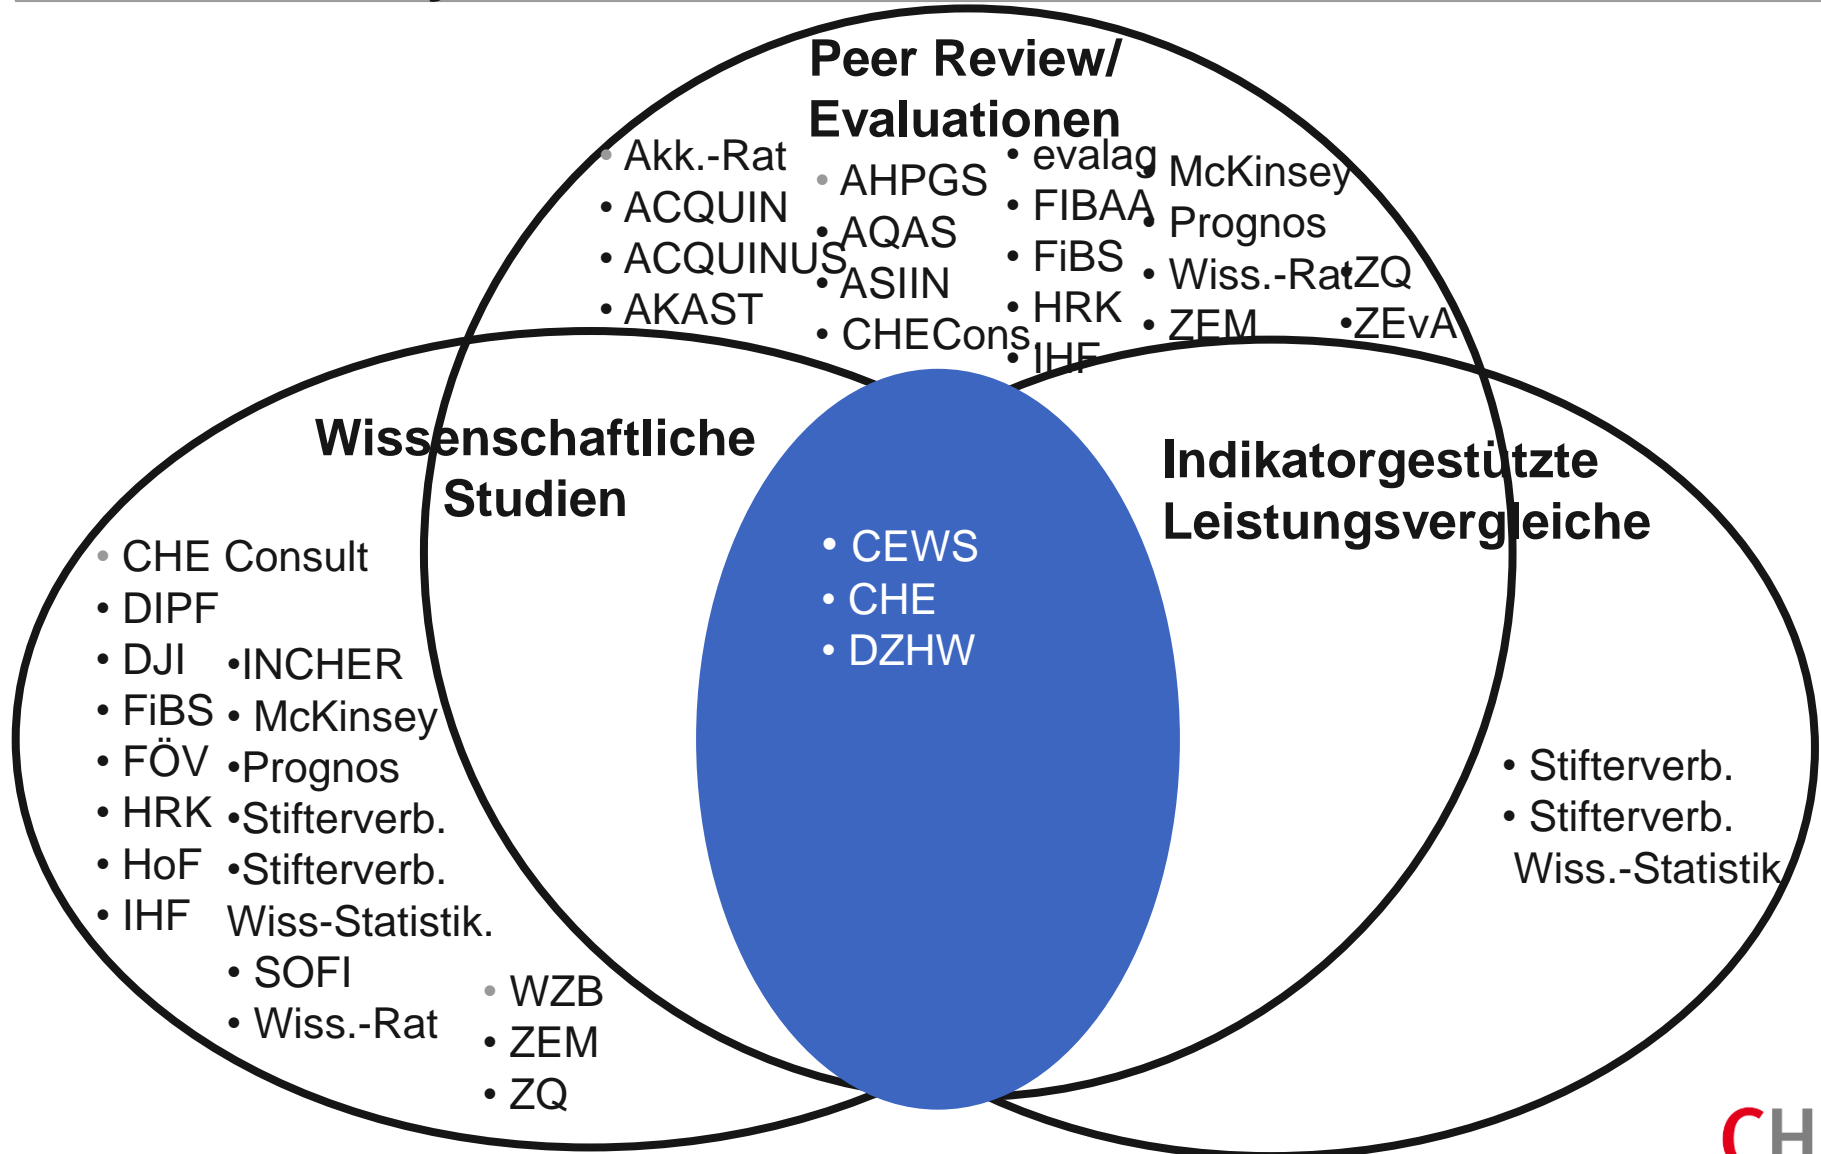 Peer Review/
Evaluationen
• Akk.-Rat
• ACQUIN
• ACQUINUS
• AKAST
• AHPGS
• AQAS
• ASIIN
• CHECons.
• evalag
• FIBAA
• FiBS
• HRK
• IHF
• McKinsey
• Prognos
• Wiss.-Rat
• ZEM
•ZQ
•ZEvA
Wissenschaftliche
Studien
• CHE Consult
• DIPF
• DJI
• FiBS
• FÖV
• HRK
• HoF
• IHF
•INCHER
• McKinsey
•Prognos
•Stifterverb.
•Stifterverb.
Wiss-Statistik.
• SOFI
• Wiss.-Rat
• WZB
• ZEM
• ZQ
• CEWS
• CHE
• DZHW
Indikatorgestützte
Leistungsvergleiche
• Stifterverb.
• Stifterverb.
Wiss.-Statistik
CH